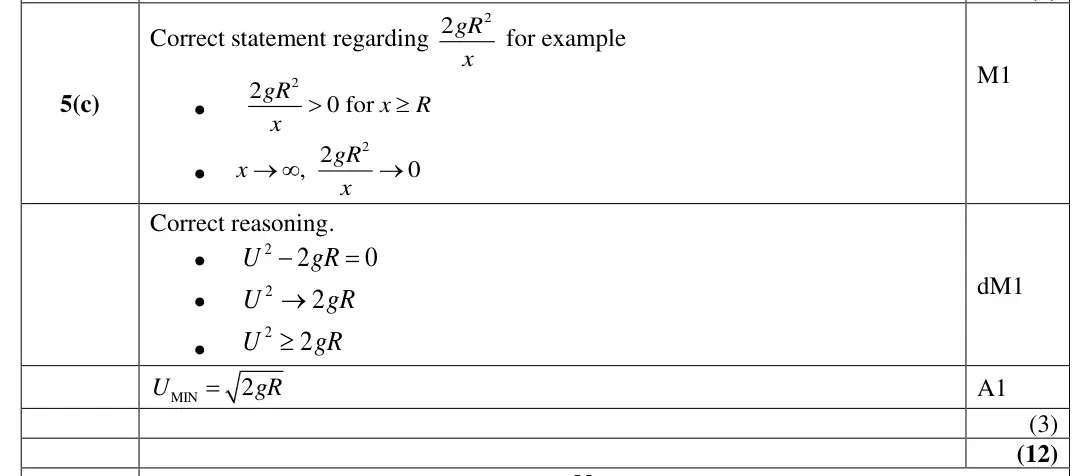 Correct statement regarding 2gR²/x for example
M1
5(c)
• 2gR²/x > 0 for x ≥ R
• x → ∞, 2gR²/x → 0
Correct reasoning.
• U² − 2gR = 0
• U² → 2gR
dM1
• U² ≥ 2gR
U_MIN = √(2gR)
A1
(3)
(12)